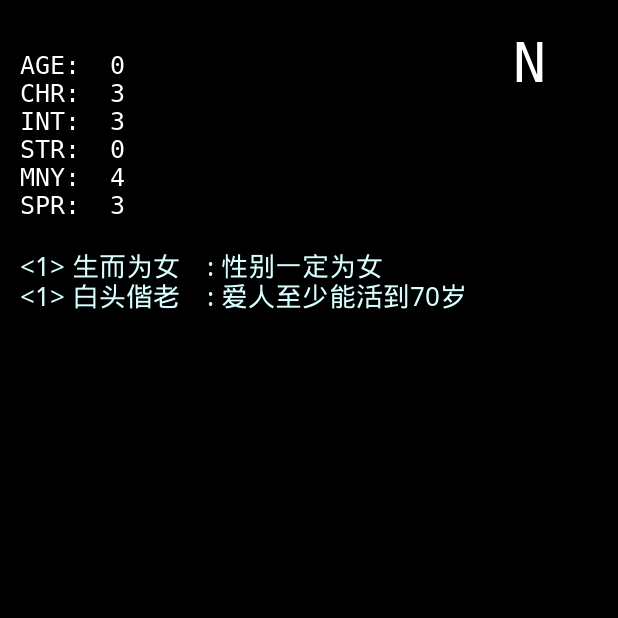 N
AGE: 0
CHR: 3
INT: 3
STR: 0
MNY: 4
SPR: 3
<1> 生而为女 : 性别一定为女
<1> 白头偕老 : 爱人至少能活到70岁